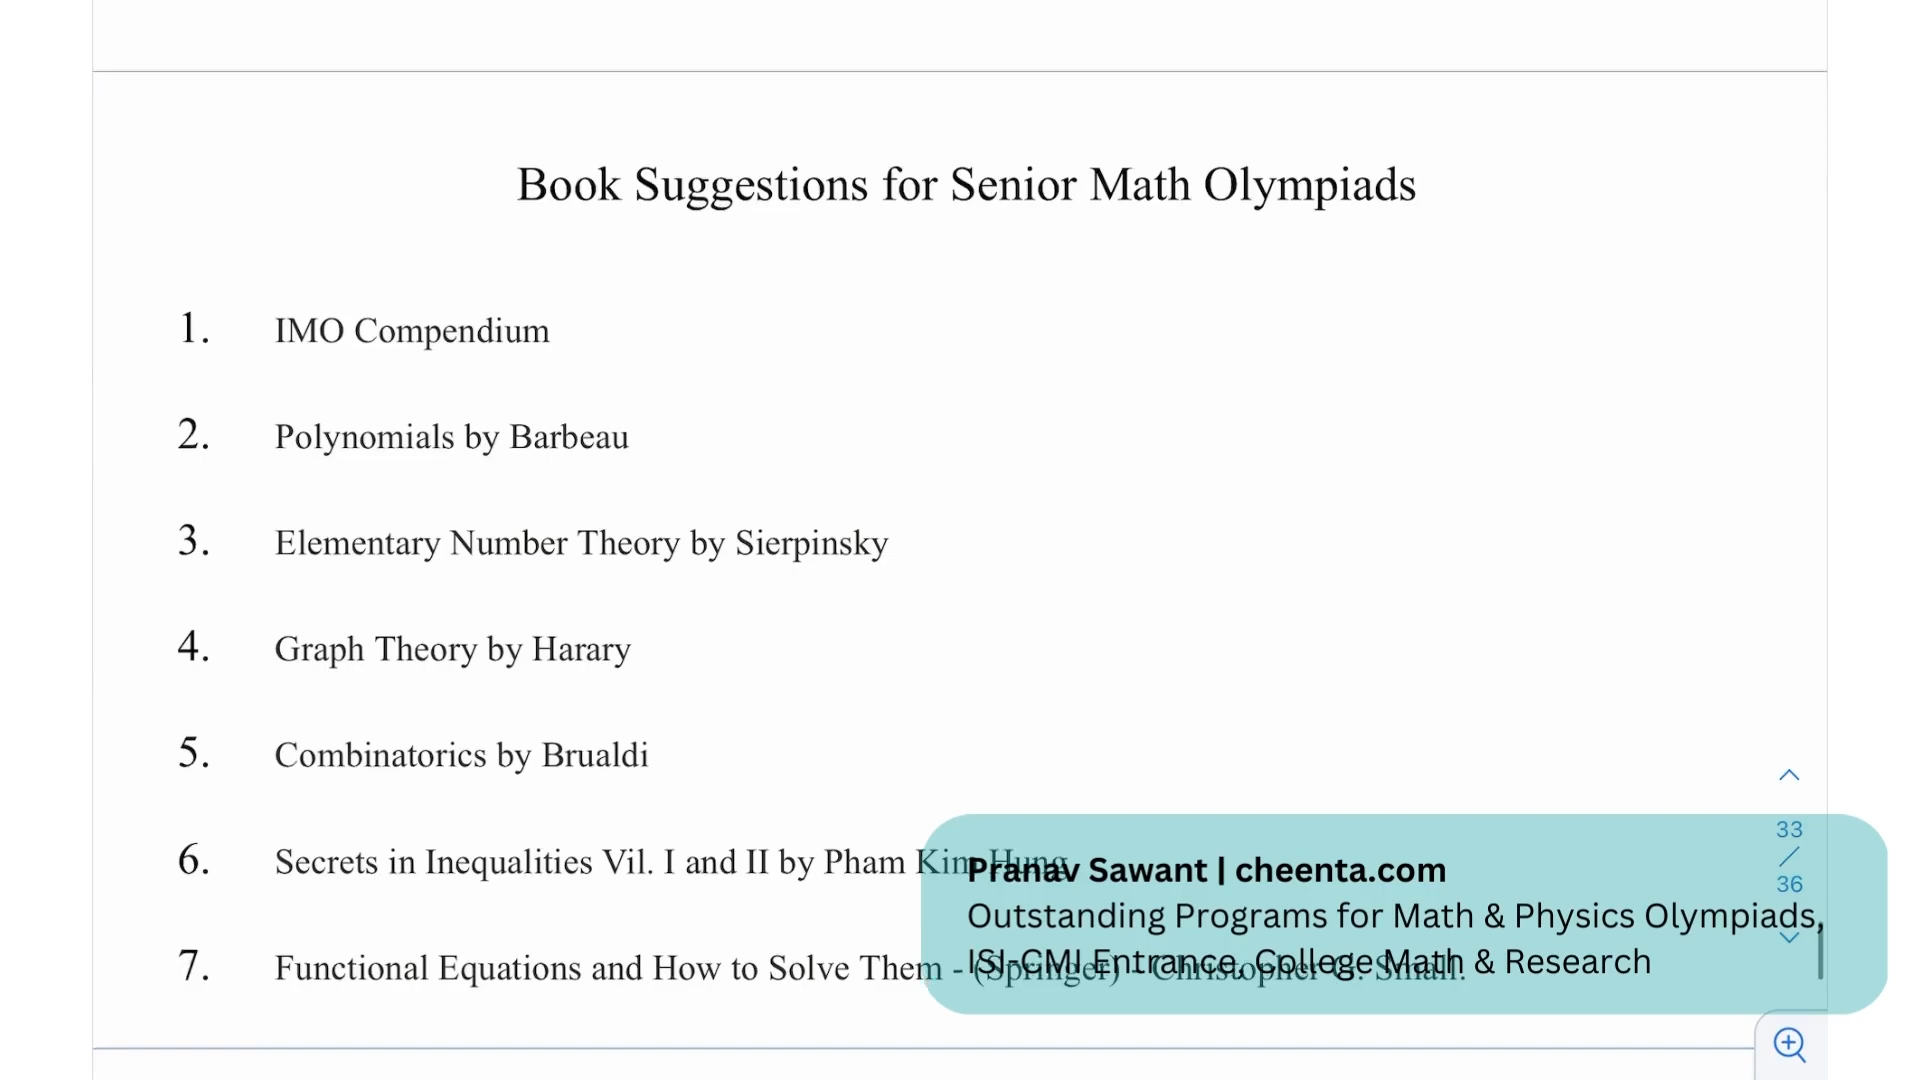 Book Suggestions for Senior Math Olympiads
1. IMO Compendium
2. Polynomials by Barbeau
3. Elementary Number Theory by Sierpinsky
4. Graph Theory by Harary
5. Combinatorics by Brualdi
6. Secrets in Inequalities Vil. I and II by Pham Kim Hung
7. Functional Equations and How to Solve Them - (Springer) - Christopher G. Small.
Pranav Sawant | cheenta.com
Outstanding Programs for Math & Physics Olympiads,
ISI-CMI Entrance, College Math & Research
33
/
36